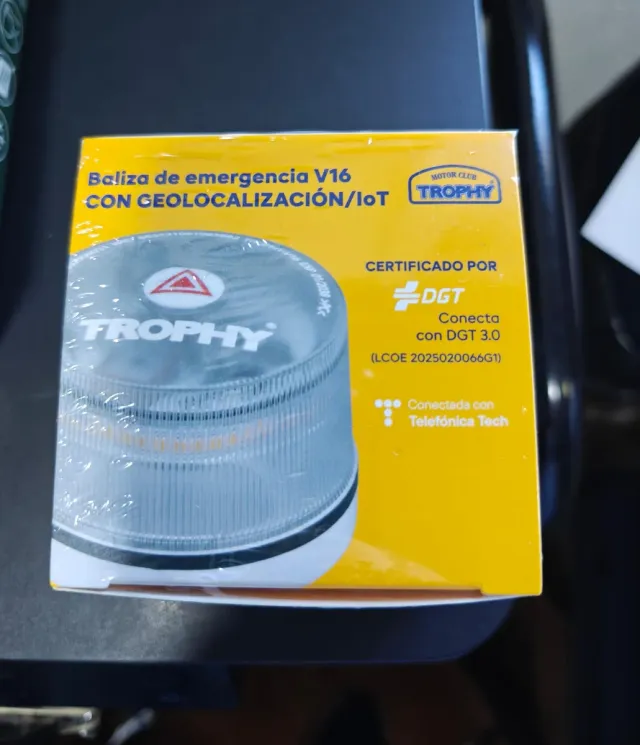 Baliza de emergencia V16
CON GEOLOCALIZACIÓN/IoT
MOTOR CLUB
TROPHY
CERTIFICADO POR
DGT
Conecta
con DGT 3.0
(LCOE 2025020066G1)
Conectada con
Telefónica Tech
TROPHY